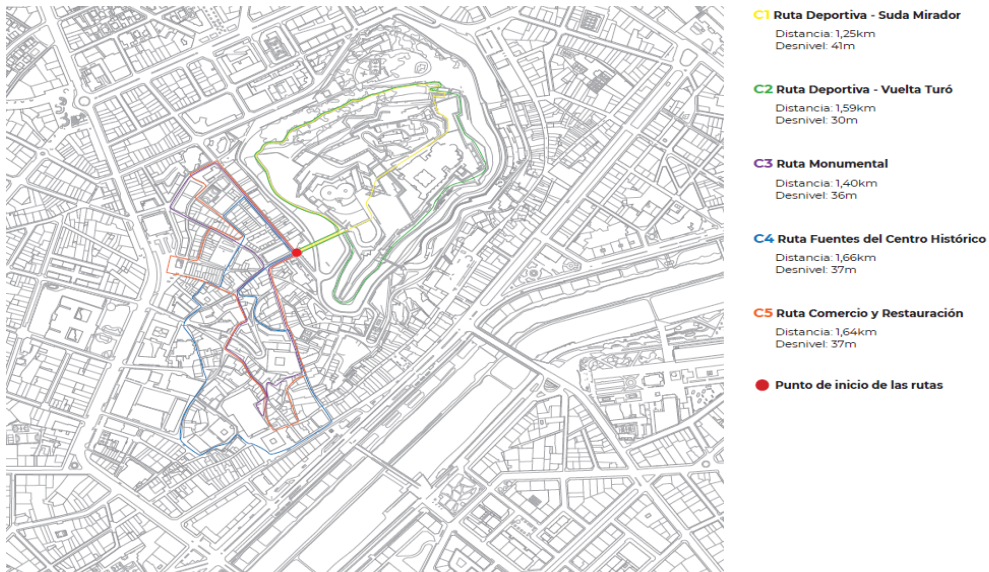 C1 Ruta Deportiva - Suda Mirador
Distancia: 1,25km
Desnivel: 41m
C2 Ruta Deportiva - Vuelta Turó
Distancia: 1,59km
Desnivel: 30m
C3 Ruta Monumental
Distancia: 1,40km
Desnivel: 36m
C4 Ruta Fuentes del Centro Histórico
Distancia: 1,66km
Desnivel: 37m
C5 Ruta Comercio y Restauración
Distancia: 1,64km
Desnivel: 37m
Punto de inicio de las rutas